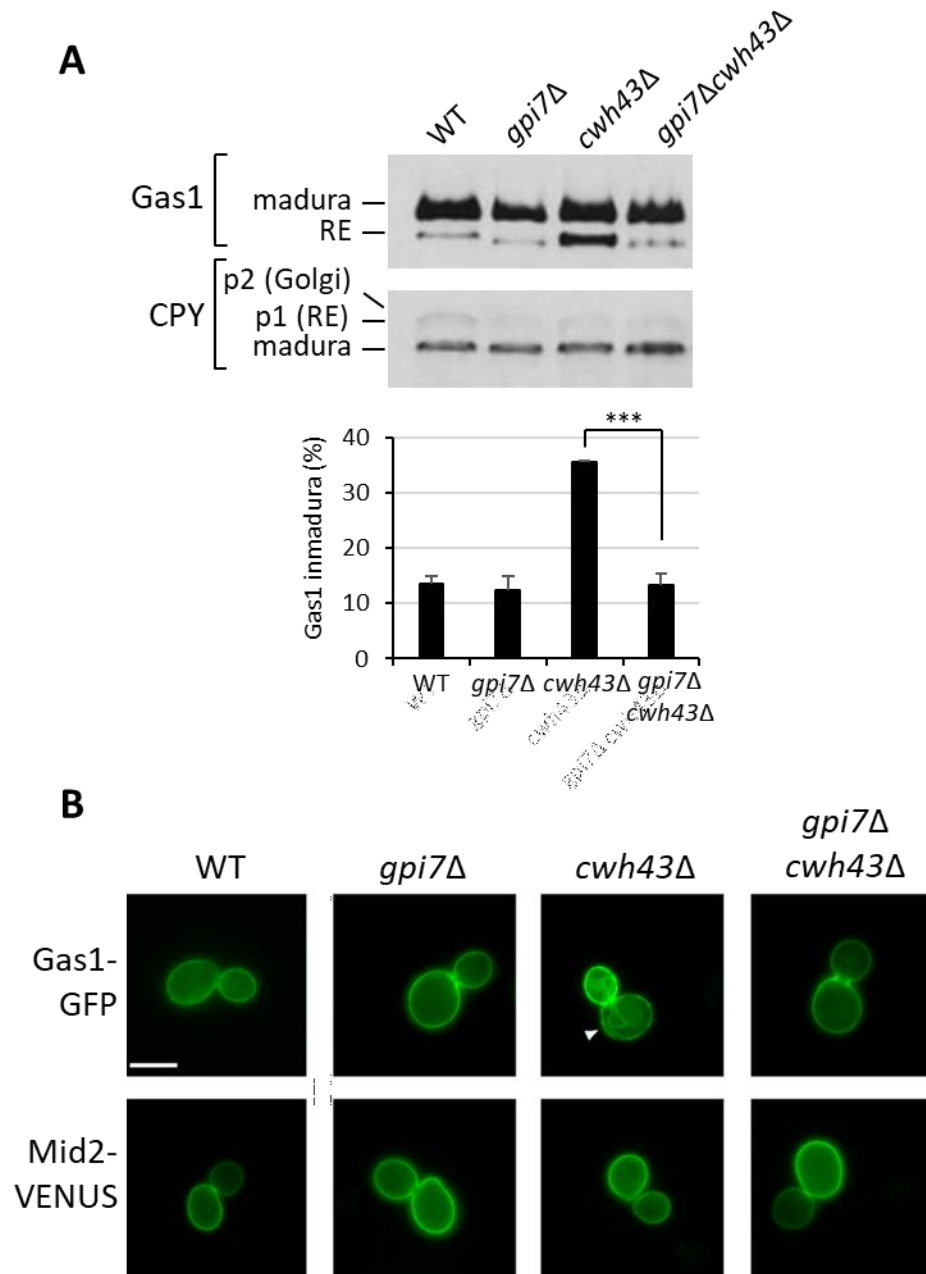 A
WT
gpi7Δ
cwh43Δ
gpi7Δcwh43Δ
Gas1
madura
RE
CPY
p2 (Golgi)
p1 (RE)
madura
Gas1 inmadura (%)
40
30
20
10
0
***
WT
gpi7Δ
cwh43Δ
gpi7Δ
cwh43Δ
B
WT
gpi7Δ
cwh43Δ
gpi7Δ
cwh43Δ
Gas1-
GFP
Mid2-
VENUS